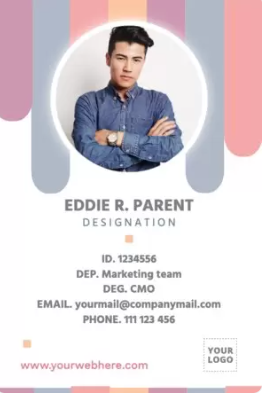 EDDIE R. PARENT
DESIGNATION
ID. 1234556
DEP. Marketing team
DEG. CMO
EMAIL. yourmail@companymail.com
PHONE. 111 123 456
YOUR
LOGO
www.yourwebhere.com